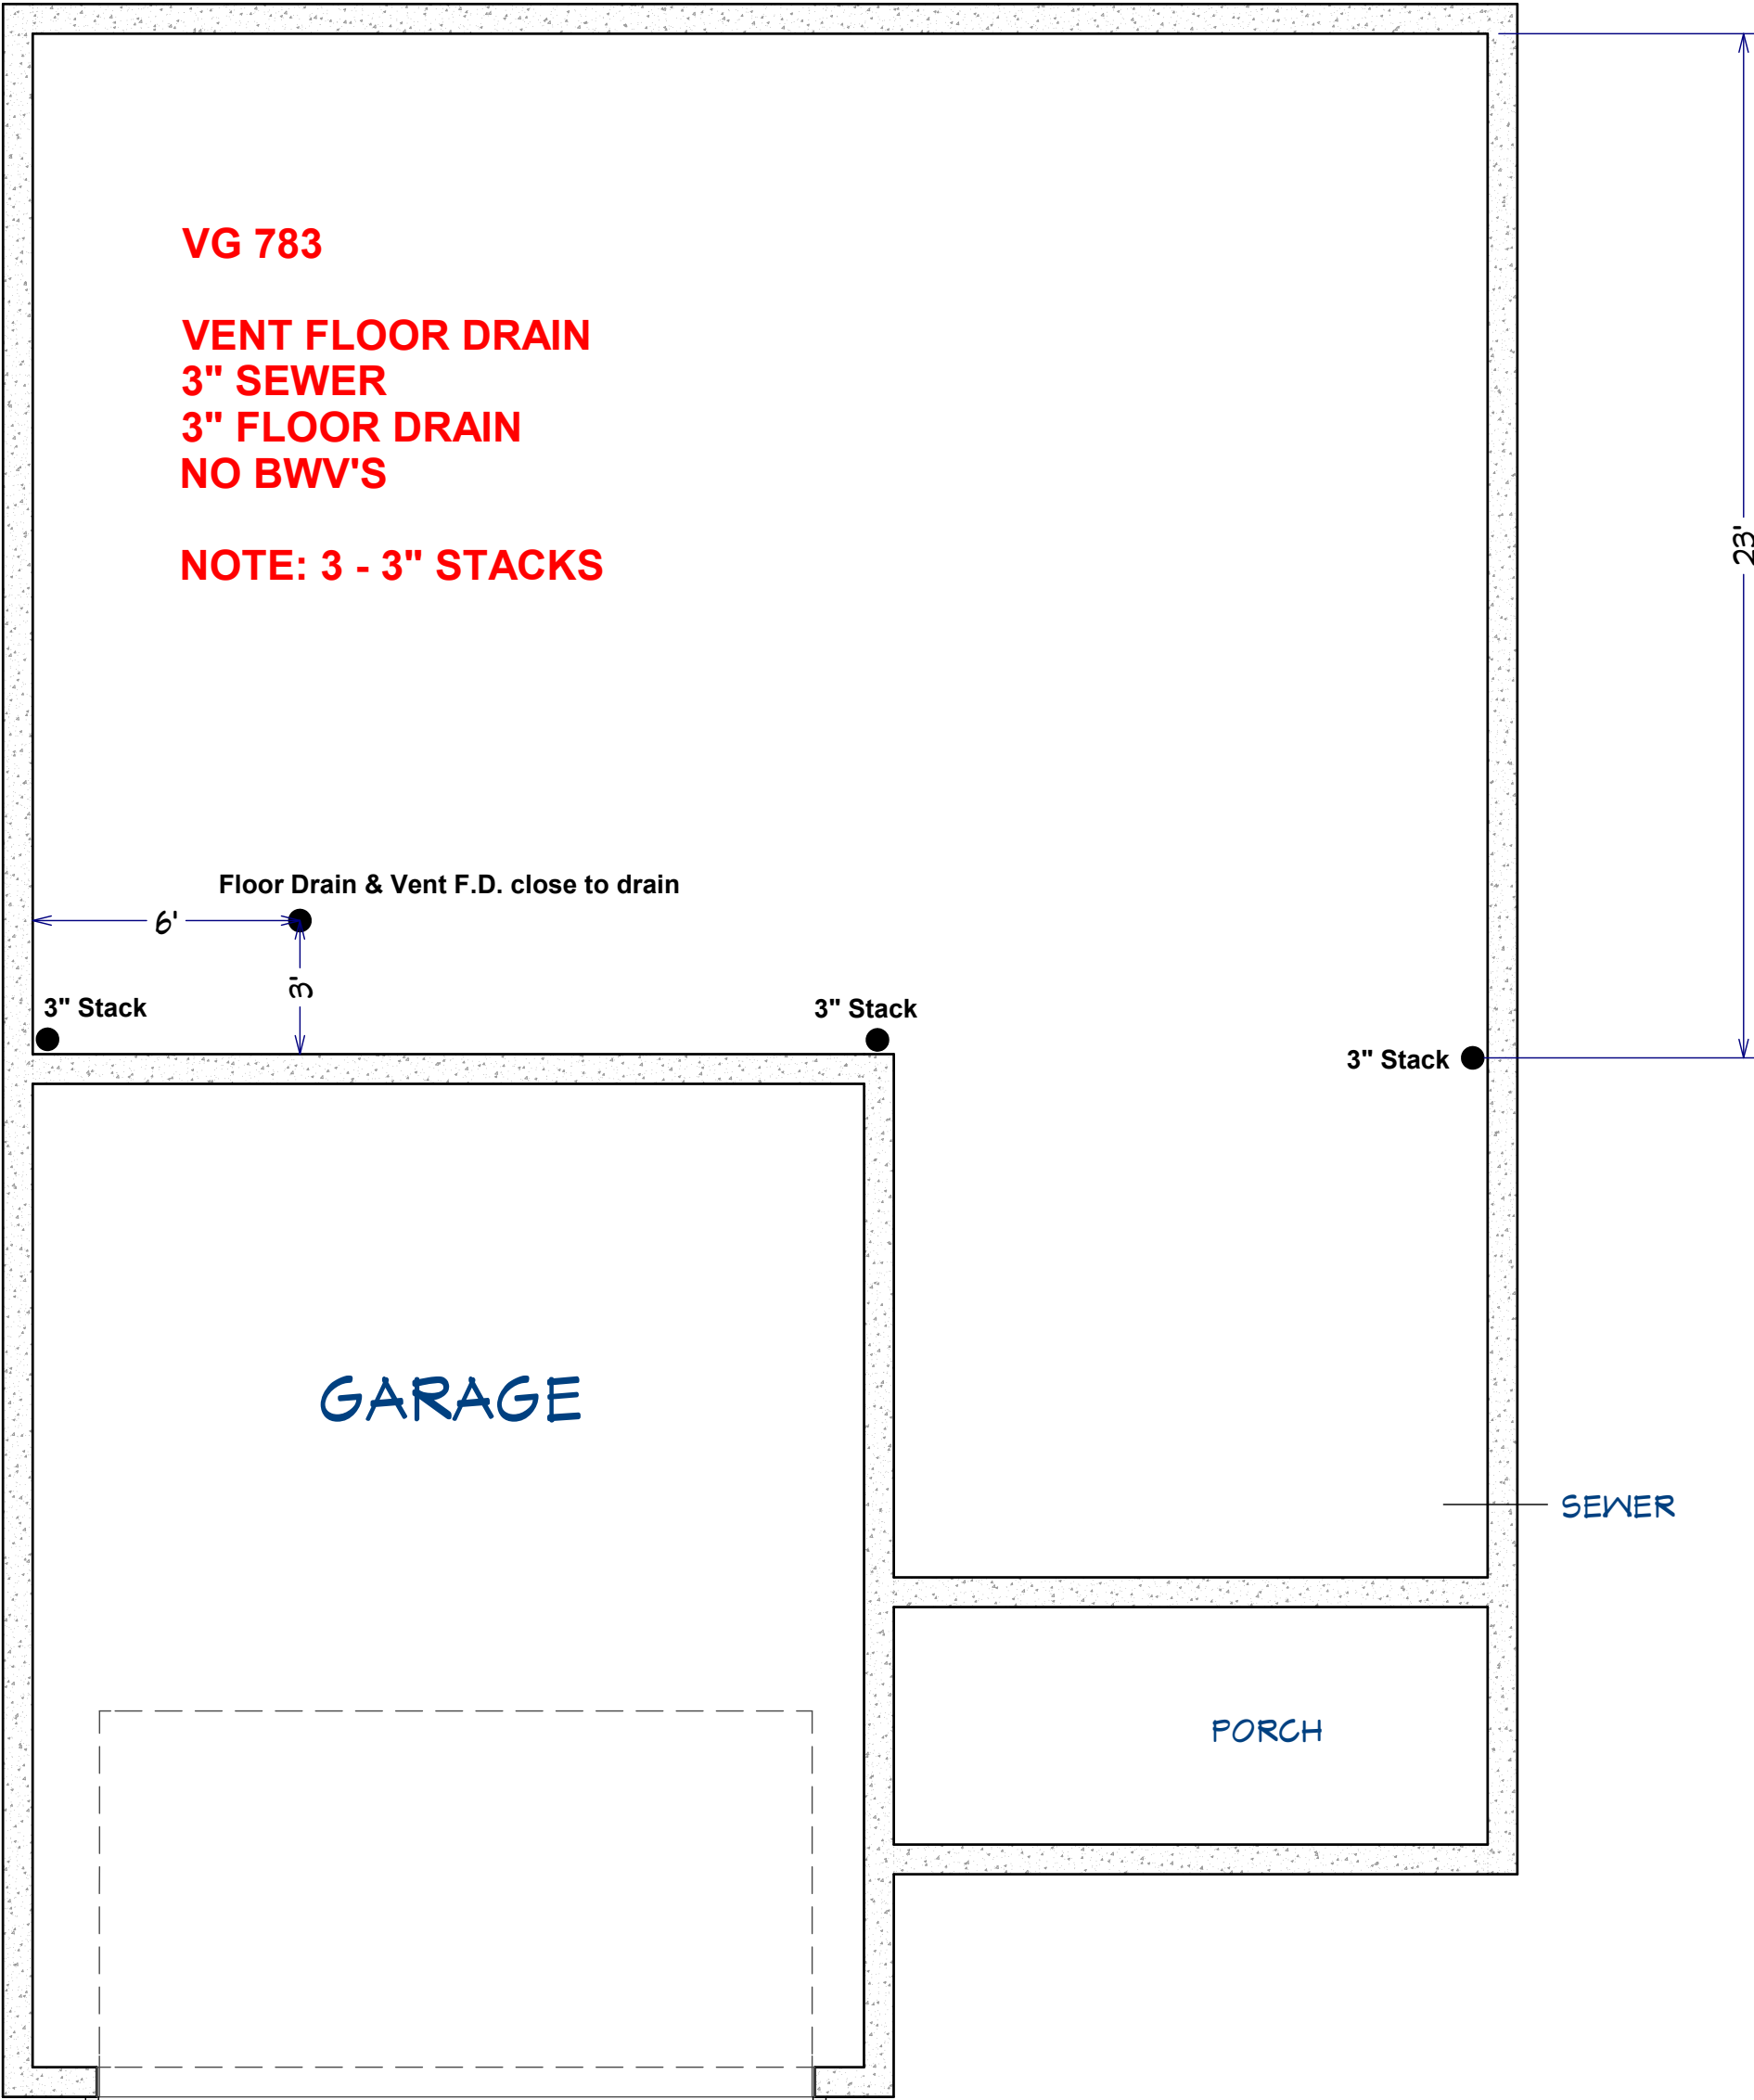 VG 783
VENT FLOOR DRAIN
3" SEWER
3" FLOOR DRAIN
NO BWV'S
NOTE: 3 - 3" STACKS
23'
Floor Drain & Vent F.D. close to drain
6'
3'
3" Stack
3" Stack
3" Stack
GARAGE
SEWER
PORCH